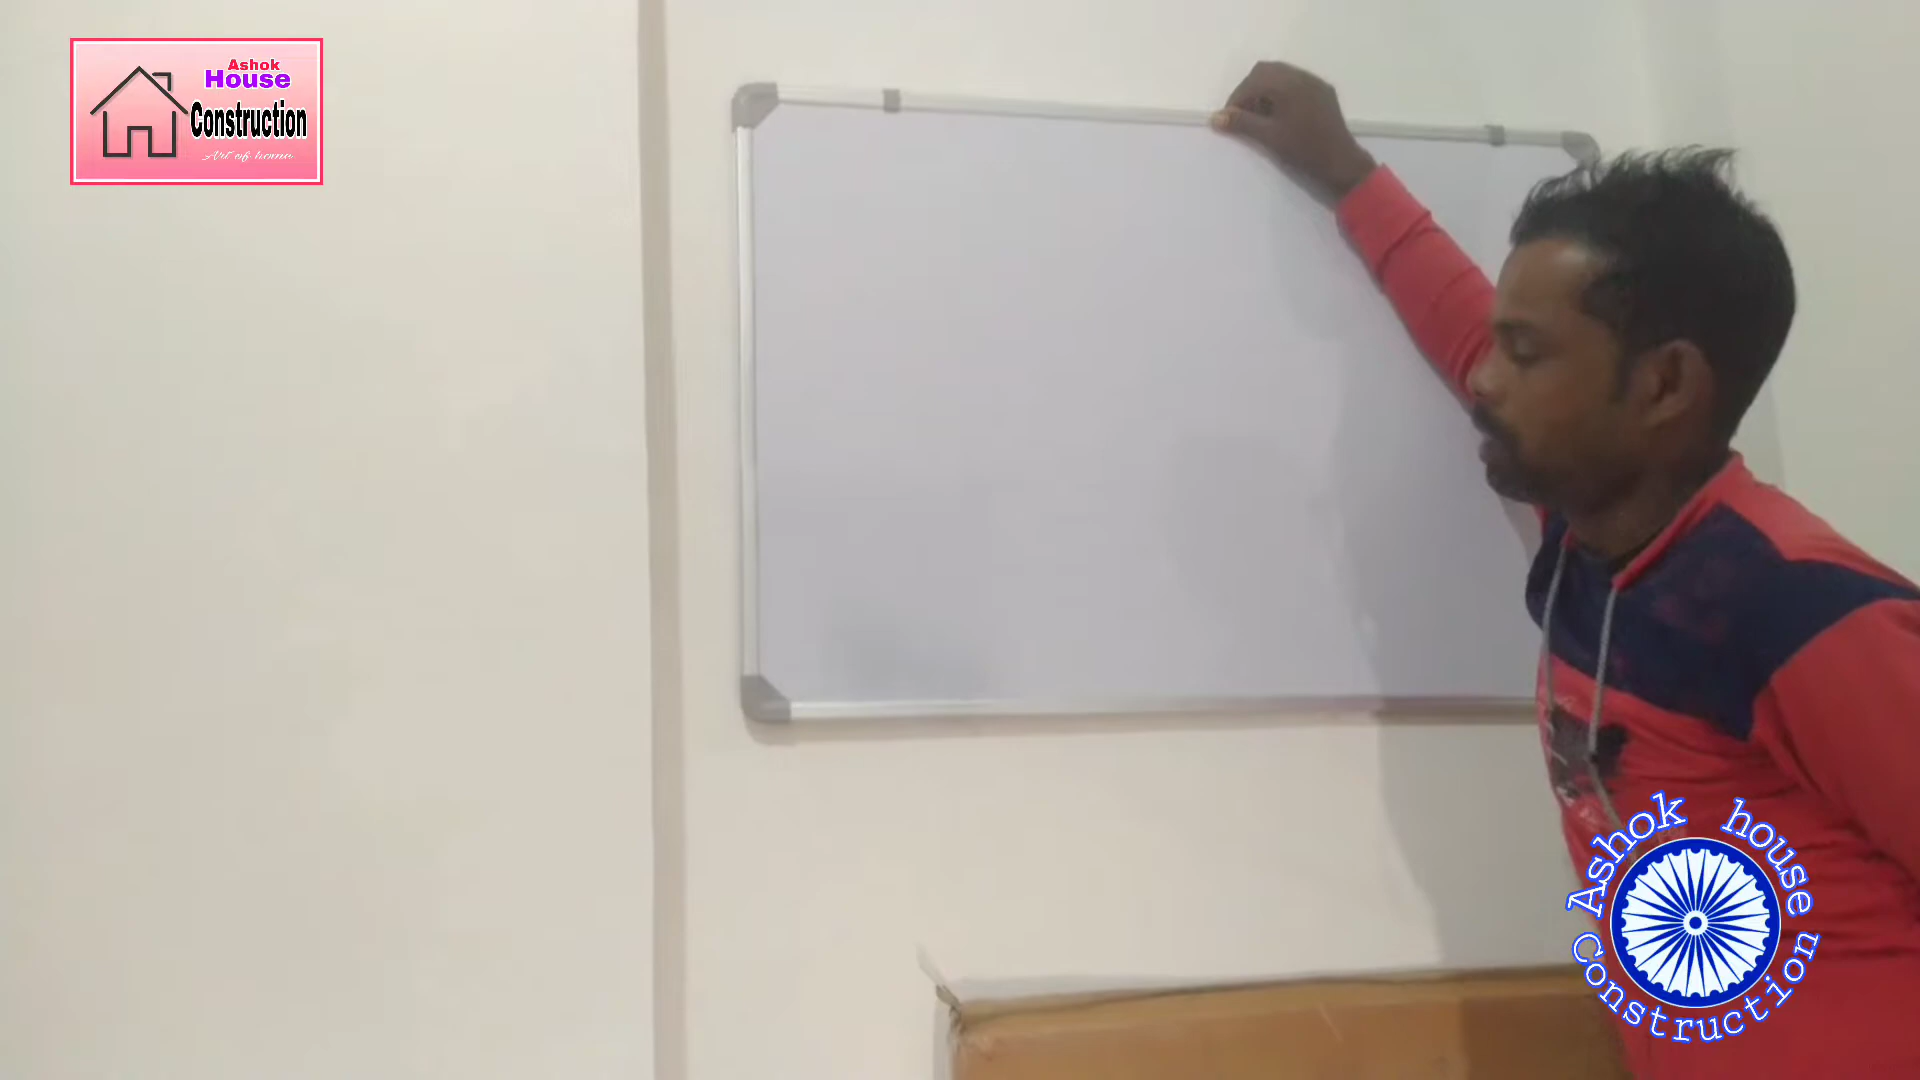 Ashok
House
Construction
Art of home
Ashok house
Construction